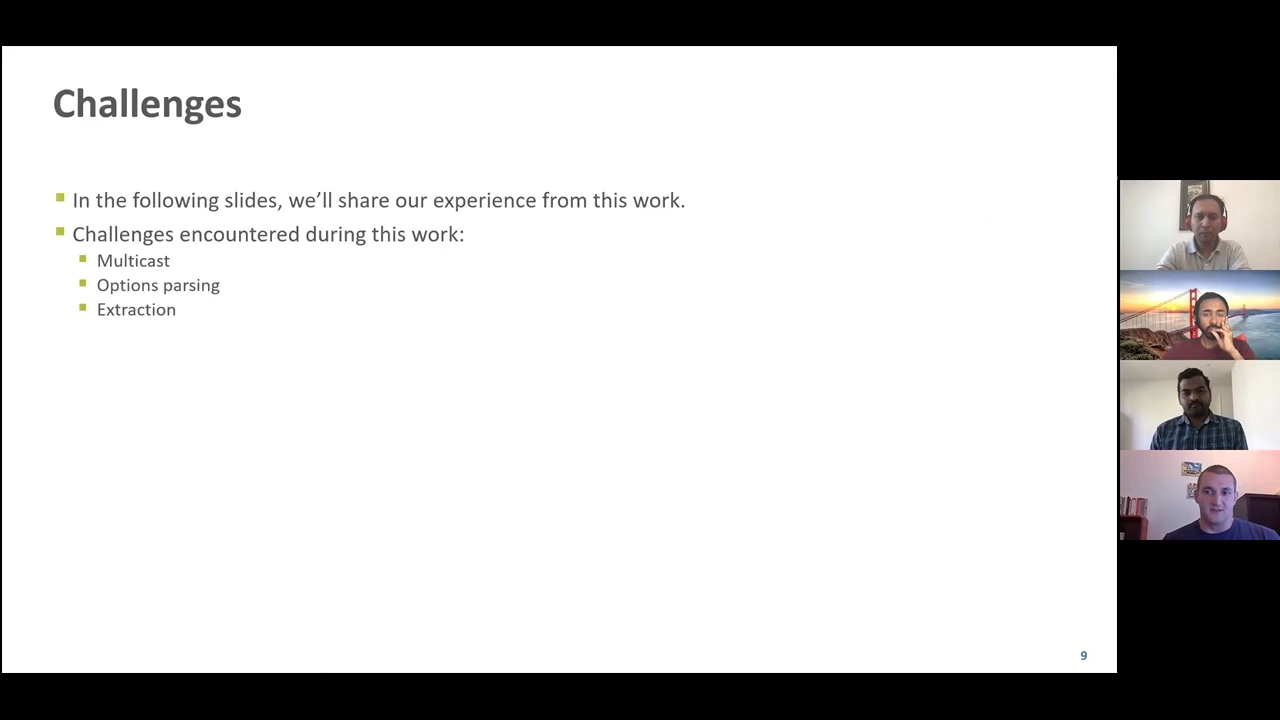 Challenges
In the following slides, we’ll share our experience from this work.
Challenges encountered during this work:
Multicast
Options parsing
Extraction
9